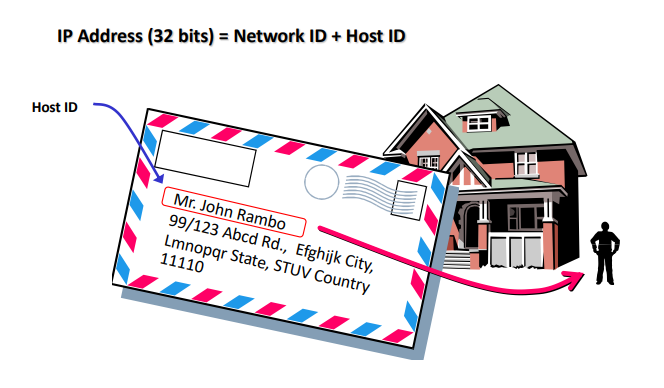 IP Address (32 bits) = Network ID + Host ID
Host ID
Mr. John Rambo
99/123 Abcd Rd., Efghijk City,
Lmnopqr State, STUV Country
11110